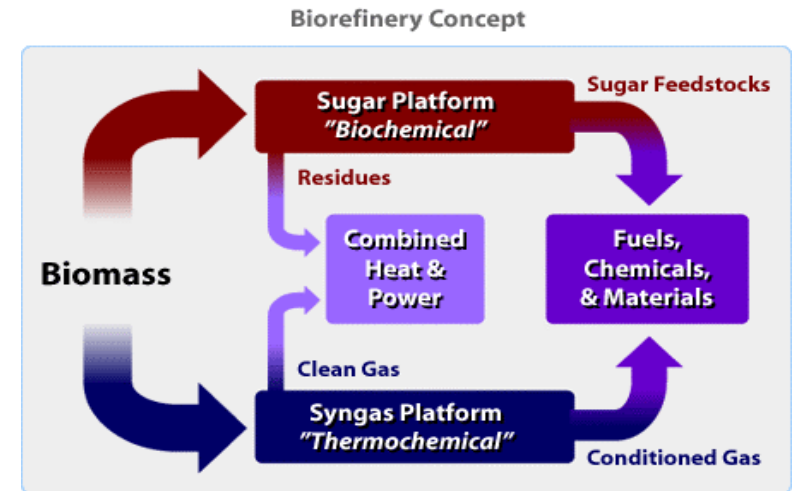 Biorefinery Concept
Sugar Platform
"Biochemical"
Sugar Feedstocks
Residues
Combined
Heat &
Power
Fuels,
Chemicals,
& Materials
Biomass
Clean Gas
Syngas Platform
"Thermochemical"
Conditioned Gas